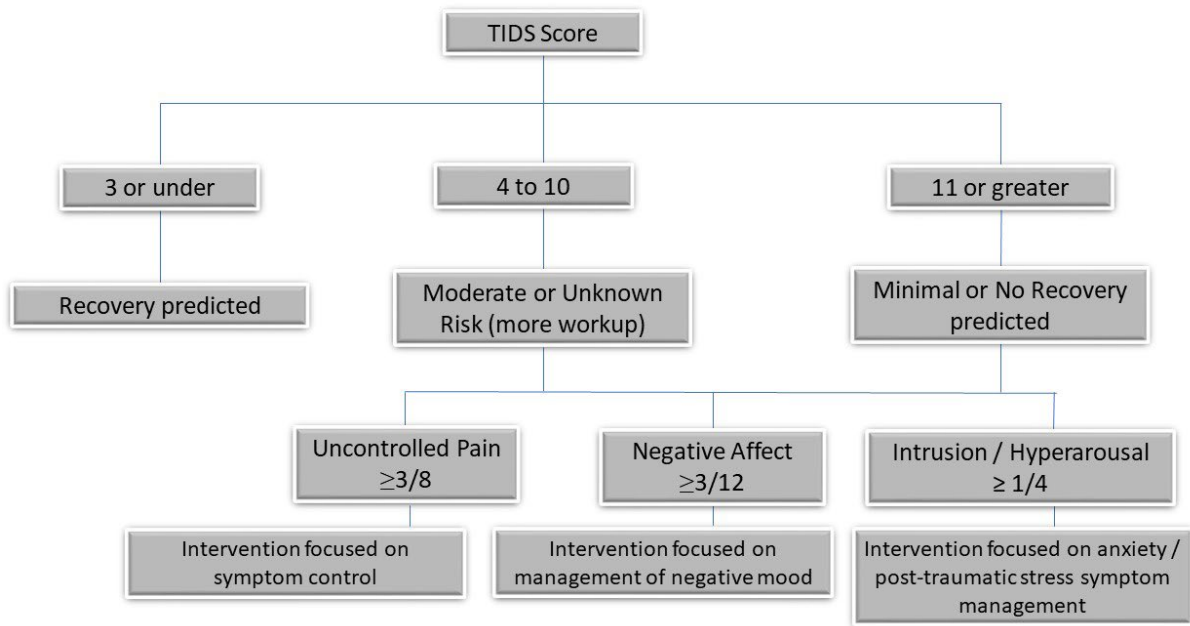 TIDS Score
3 or under
4 to 10
11 or greater
Recovery predicted
Moderate or Unknown
Risk (more workup)
Minimal or No Recovery
predicted
Uncontrolled Pain
≥3/8
Negative Affect
≥3/12
Intrusion / Hyperarousal
≥ 1/4
Intervention focused on
symptom control
Intervention focused on
management of negative mood
Intervention focused on anxiety /
post-traumatic stress symptom
management